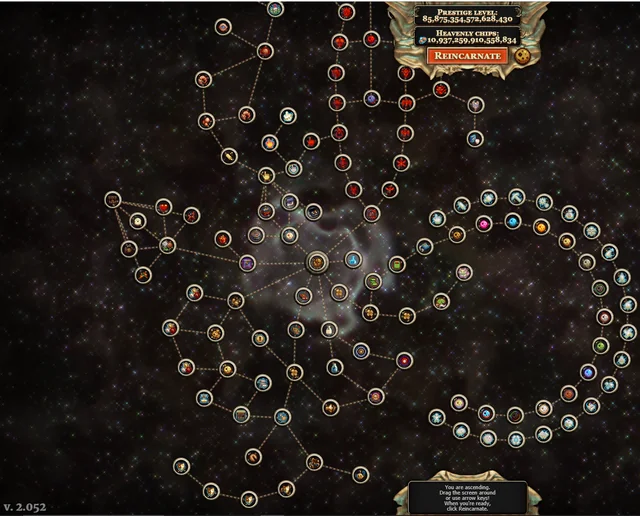 Prestige level:
85,875,354,572,628,430
Heavenly chips:
10,937,259,910,558,834
Reincarnate
You are ascending.
Drag the screen around
or use arrow keys!
When you're ready,
click Reincarnate.
v. 2.052